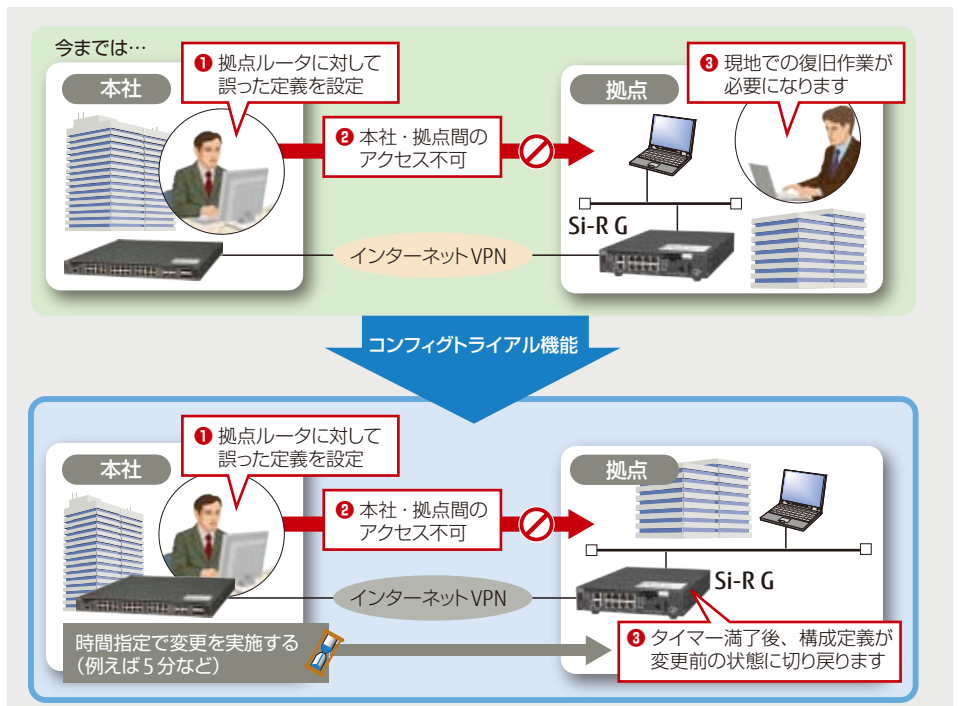 今までは…
本社
❶ 拠点ルータに対して
誤った定義を設定
❷ 本社・拠点間の
アクセス不可
拠点
❸ 現地での復旧作業が
必要になります
Si-R G
インターネット VPN
コンフィグトライアル機能
本社
❶ 拠点ルータに対して
誤った定義を設定
❷ 本社・拠点間の
アクセス不可
拠点
Si-R G
インターネット VPN
時間指定で変更を実施する
（例えば5分など）
❸ タイマー満了後、構成定義が
変更前の状態に切り戻ります